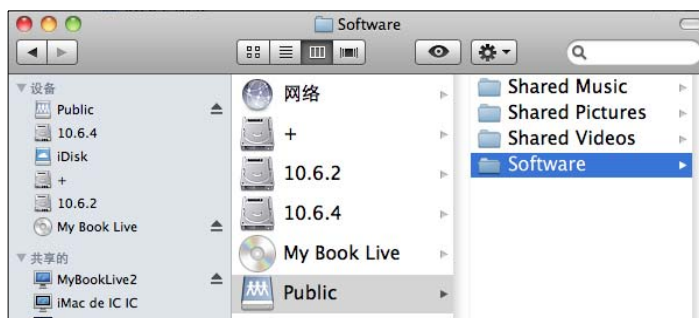 Software
设备
Public
10.6.4
iDisk
+
10.6.2
My Book Live
共享的
MyBookLive2
iMac de IC IC
网络
+
10.6.2
10.6.4
My Book Live
Public
Shared Music
Shared Pictures
Shared Videos
Software